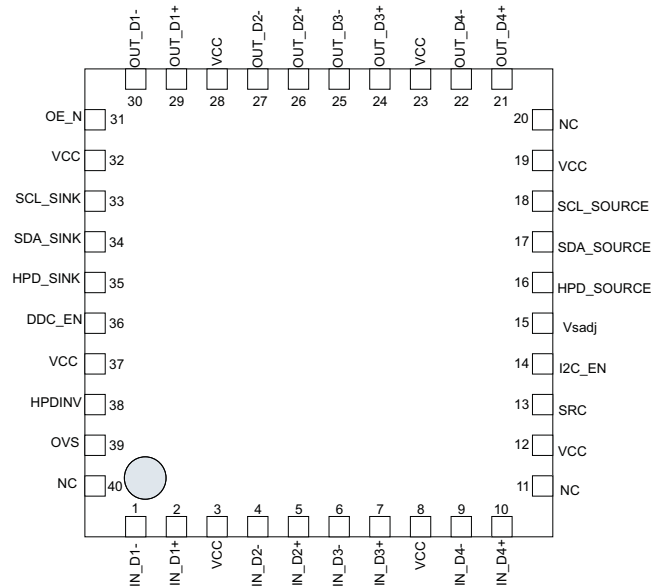 OUT_D1- OUT_D1+ VCC OUT_D2- OUT_D2+ OUT_D3- OUT_D3+ VCC OUT_D4- OUT_D4+
30 29 28 27 26 25 24 23 22 21
OE_N 31
VCC 32
SCL_SINK 33
SDA_SINK 34
HPD_SINK 35
DDC_EN 36
VCC 37
HPDINV 38
OVS 39
NC 40
20 NC
19 VCC
18 SCL_SOURCE
17 SDA_SOURCE
16 HPD_SOURCE
15 Vsadj
14 I2C_EN
13 SRC
12 VCC
11 NC
1 2 3 4 5 6 7 8 9 10
IN_D1- IN_D1+ VCC IN_D2- IN_D2+ IN_D3- IN_D3+ VCC IN_D4- IN_D4+